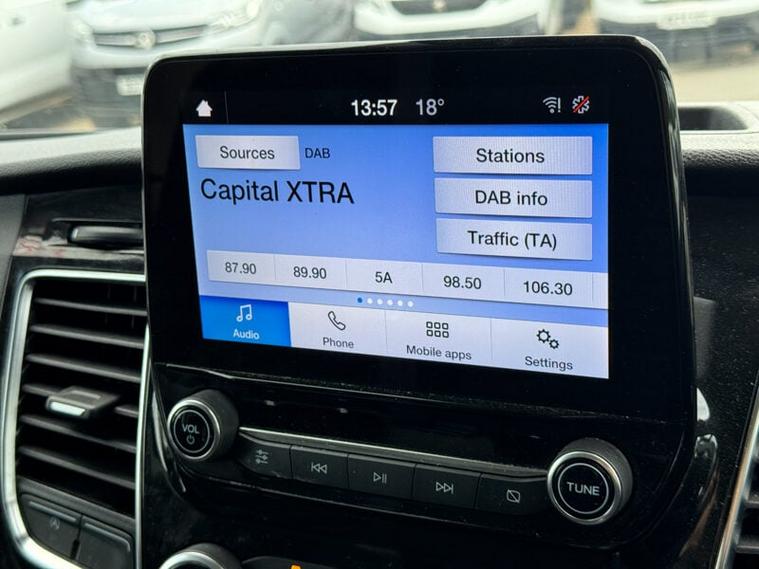 13:57 18°
Sources DAB
Stations
Capital XTRA
DAB info
Traffic (TA)
87.90 89.90 5A 98.50 106.30
Audio Phone Mobile apps Settings
VOL
TUNE